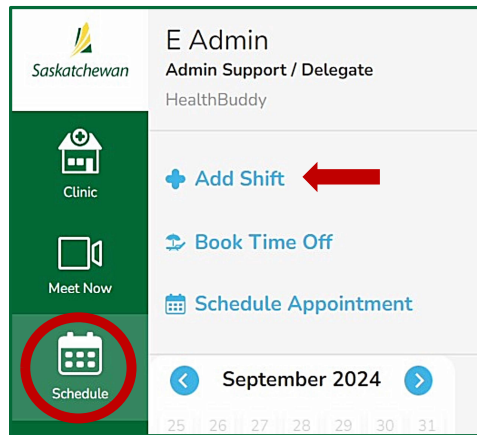 Saskatchewan
Clinic
Meet Now
Schedule
E Admin
Admin Support / Delegate
HealthBuddy
Add Shift
Book Time Off
Schedule Appointment
September 2024
25 26 27 28 29 30 31